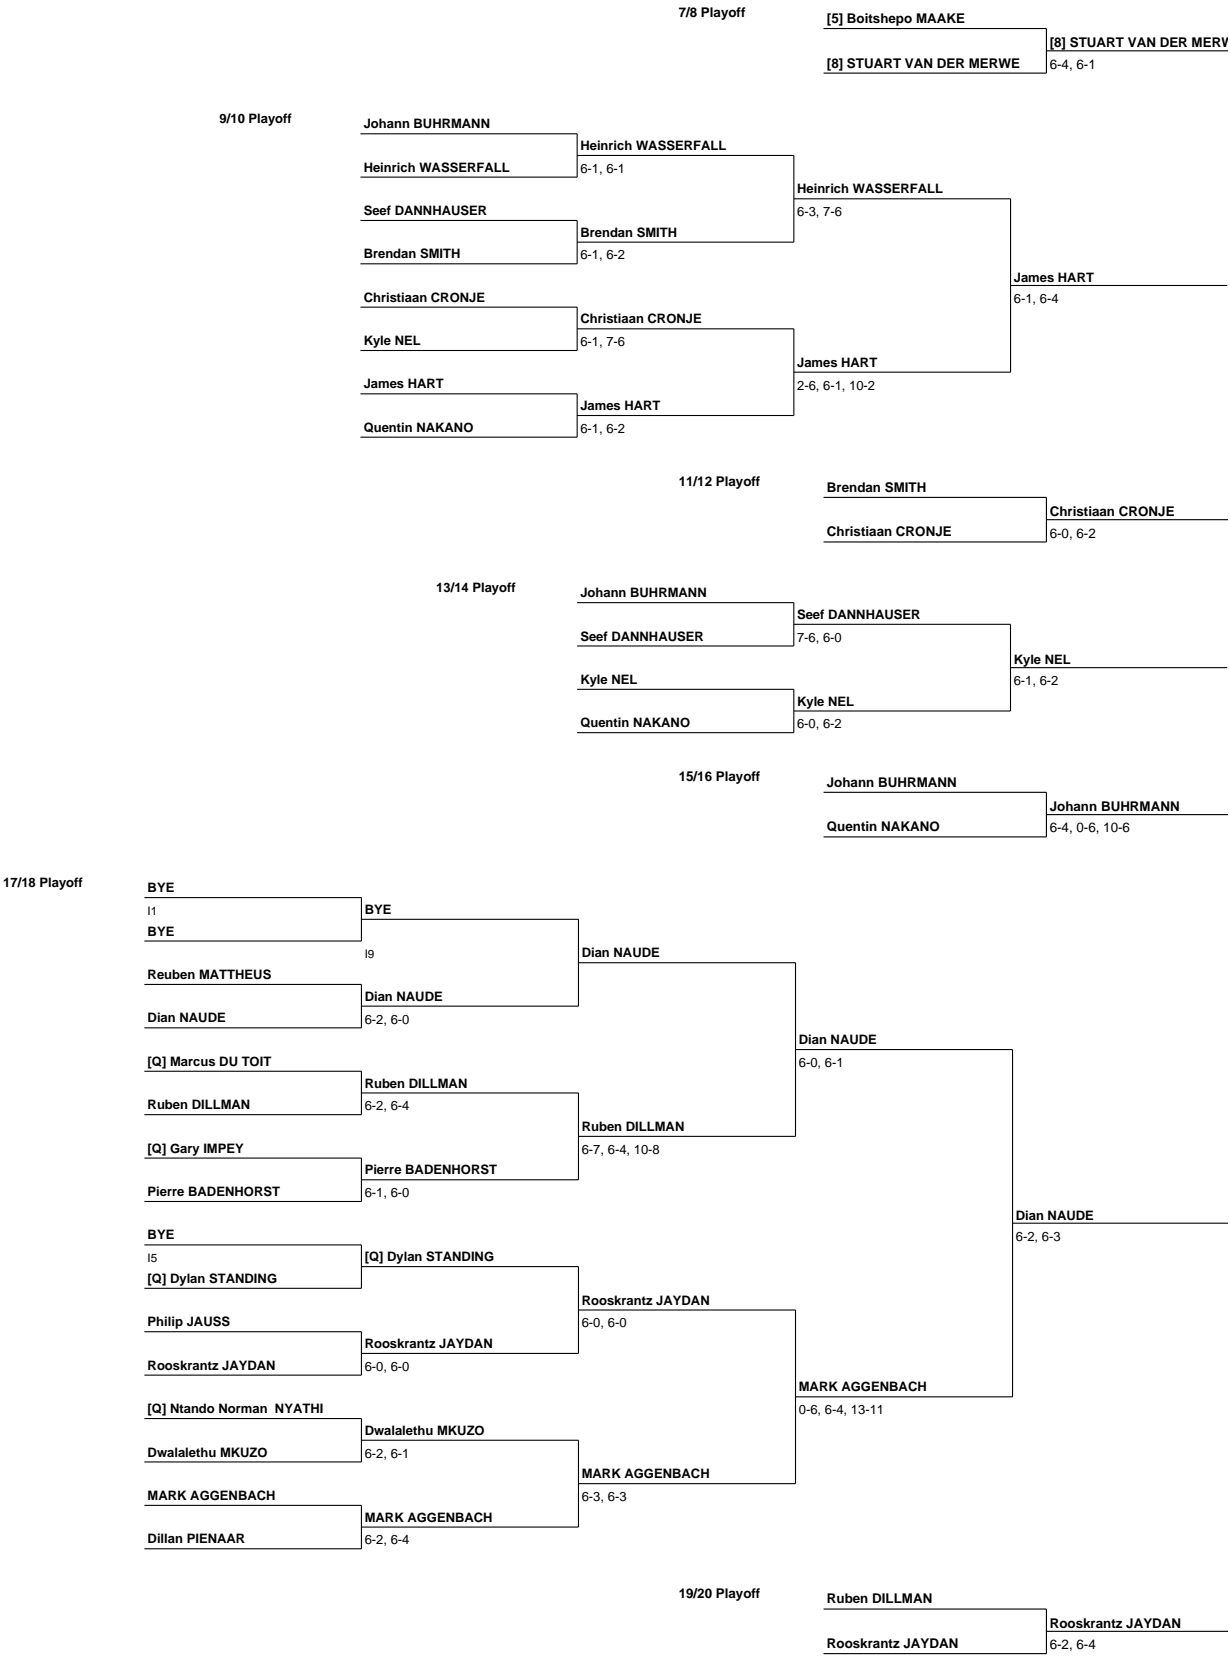 7/8 Playoff
[5] Boitshepo MAAKE
[8] STUART VAN DER MERW
[8] STUART VAN DER MERWE
6-4, 6-1
9/10 Playoff
Johann BUHRMANN
Heinrich WASSERFALL
Heinrich WASSERFALL
6-1, 6-1
Heinrich WASSERFALL
6-3, 7-6
Seef DANNHAUSER
Brendan SMITH
Brendan SMITH
6-1, 6-2
James HART
6-1, 6-4
Christiaan CRONJE
Christiaan CRONJE
Kyle NEL
6-1, 7-6
James HART
2-6, 6-1, 10-2
James HART
James HART
Quentin NAKANO
6-1, 6-2
11/12 Playoff
Brendan SMITH
Christiaan CRONJE
Christiaan CRONJE
6-0, 6-2
13/14 Playoff
Johann BUHRMANN
Seef DANNHAUSER
Seef DANNHAUSER
7-6, 6-0
Kyle NEL
6-1, 6-2
Kyle NEL
Kyle NEL
Quentin NAKANO
6-0, 6-2
15/16 Playoff
Johann BUHRMANN
Johann BUHRMANN
Quentin NAKANO
6-4, 0-6, 10-6
17/18 Playoff
BYE
I1
BYE
BYE
I9
Dian NAUDE
Reuben MATTHEUS
Dian NAUDE
Dian NAUDE
6-2, 6-0
Dian NAUDE
6-0, 6-1
[Q] Marcus DU TOIT
Ruben DILLMAN
Ruben DILLMAN
6-2, 6-4
Ruben DILLMAN
6-7, 6-4, 10-8
[Q] Gary IMPEY
Pierre BADENHORST
Pierre BADENHORST
6-1, 6-0
Dian NAUDE
6-2, 6-3
BYE
I5
[Q] Dylan STANDING
[Q] Dylan STANDING
Rooskrantz JAYDAN
6-0, 6-0
Philip JAUSS
Rooskrantz JAYDAN
Rooskrantz JAYDAN
6-0, 6-0
MARK AGGENBACH
0-6, 6-4, 13-11
[Q] Ntando Norman  NYATHI
Dwalalethu MKUZO
Dwalalethu MKUZO
6-2, 6-1
MARK AGGENBACH
6-3, 6-3
MARK AGGENBACH
MARK AGGENBACH
Dillan PIENAAR
6-2, 6-4
19/20 Playoff
Ruben DILLMAN
Rooskrantz JAYDAN
Rooskrantz JAYDAN
6-2, 6-4